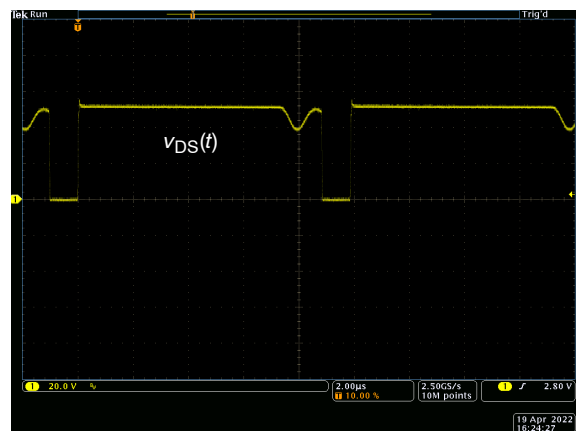 Tek Run Trig'd
T
T
v_DS(t)
1
1 20.0 V 2.00µs 2.50GS/s 1 2.80 V
T 10.00 % 10M points
19 Apr 2022
16:24:27